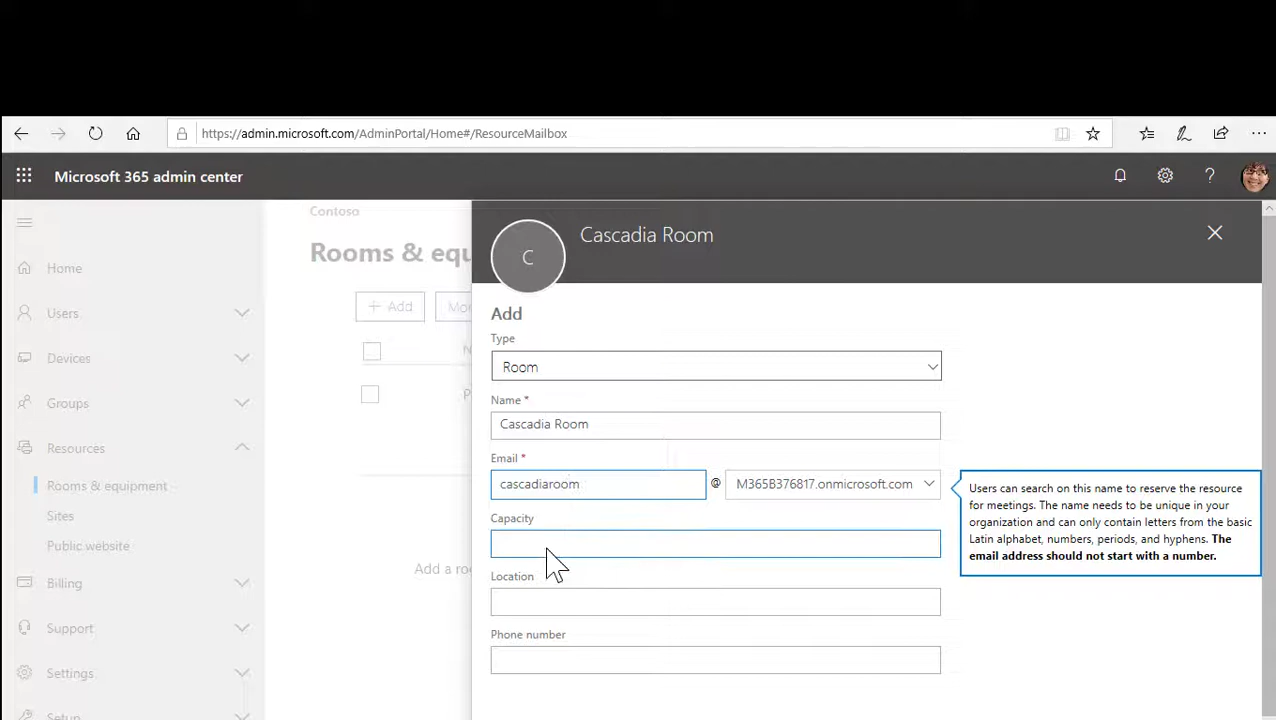 https://admin.microsoft.com/AdminPortal/Home#/ResourceMailbox
Microsoft 365 admin center
?
Contoso
Rooms & equ
+ Add
Mor
Home
Users
Devices
Groups
Resources
Rooms & equipment
Sites
Public website
Billing
Support
Settings
Setup
N
P
Add a ro
C
Cascadia Room
Add
Type
Room
Name *
Cascadia Room
Email *
cascadiaroom @ M365B376817.onmicrosoft.com
Capacity
Location
Phone number
Users can search on this name to reserve the resource
for meetings. The name needs to be unique in your
organization and can only contain letters from the basic
Latin alphabet, numbers, periods, and hyphens. The
email address should not start with a number.